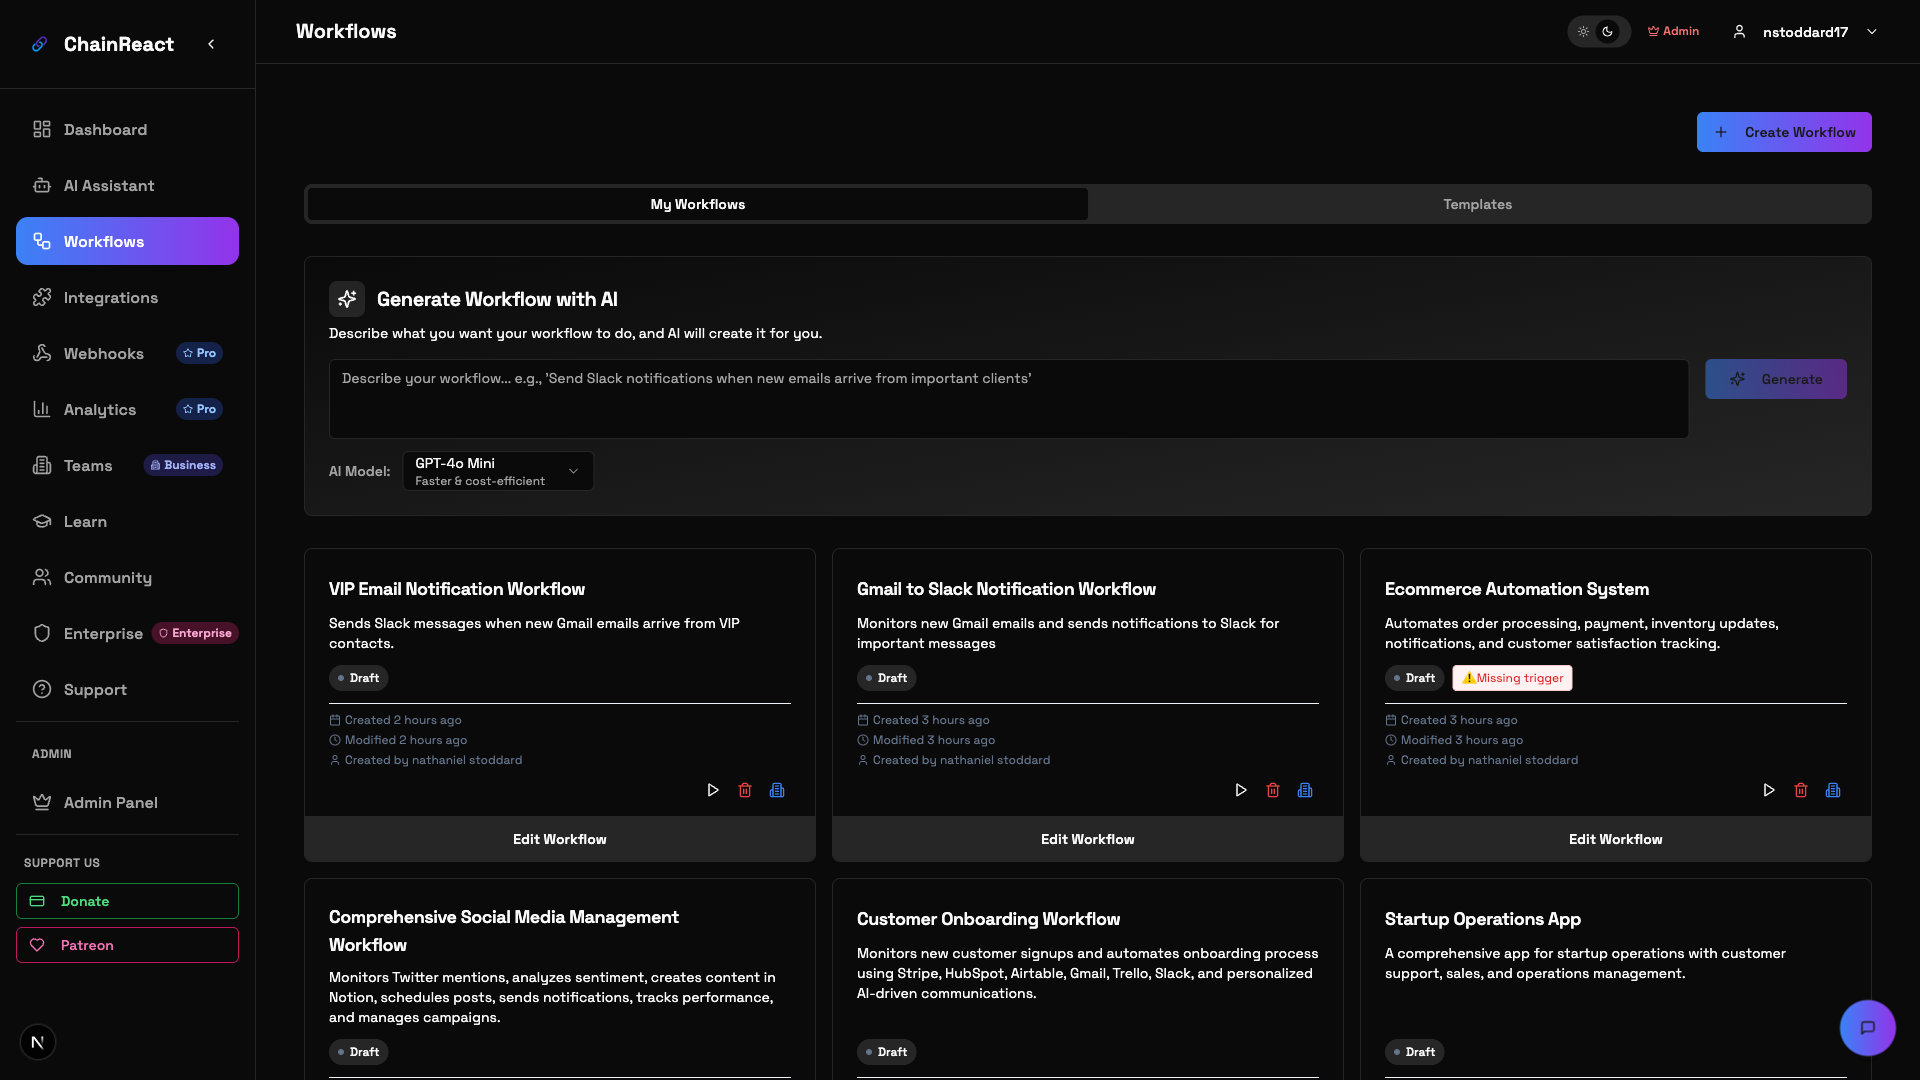 ChainReact
Workflows
Admin
nstoddard17
Dashboard
AI Assistant
Workflows
Integrations
Webhooks
Pro
Analytics
Pro
Teams
Business
Learn
Community
Enterprise
Enterprise
Support
ADMIN
Admin Panel
SUPPORT US
Donate
Patreon
N
Create Workflow
My Workflows
Templates
Generate Workflow with AI
Describe what you want your workflow to do, and AI will create it for you.
Describe your workflow... e.g., 'Send Slack notifications when new emails arrive from important clients'
Generate
AI Model:
GPT-4o Mini
Faster & cost-efficient
VIP Email Notification Workflow
Sends Slack messages when new Gmail emails arrive from VIP
contacts.
Draft
Created 2 hours ago
Modified 2 hours ago
Created by nathaniel stoddard
Edit Workflow
Gmail to Slack Notification Workflow
Monitors new Gmail emails and sends notifications to Slack for
important messages
Draft
Created 3 hours ago
Modified 3 hours ago
Created by nathaniel stoddard
Edit Workflow
Ecommerce Automation System
Automates order processing, payment, inventory updates,
notifications, and customer satisfaction tracking.
Draft
⚠️Missing trigger
Created 3 hours ago
Modified 3 hours ago
Created by nathaniel stoddard
Edit Workflow
Comprehensive Social Media Management
Workflow
Monitors Twitter mentions, analyzes sentiment, creates content in
Notion, schedules posts, sends notifications, tracks performance,
and manages campaigns.
Draft
Customer Onboarding Workflow
Monitors new customer signups and automates onboarding process
using Stripe, HubSpot, Airtable, Gmail, Trello, Slack, and personalized
AI-driven communications.
Draft
Startup Operations App
A comprehensive app for startup operations with customer
support, sales, and operations management.
Draft